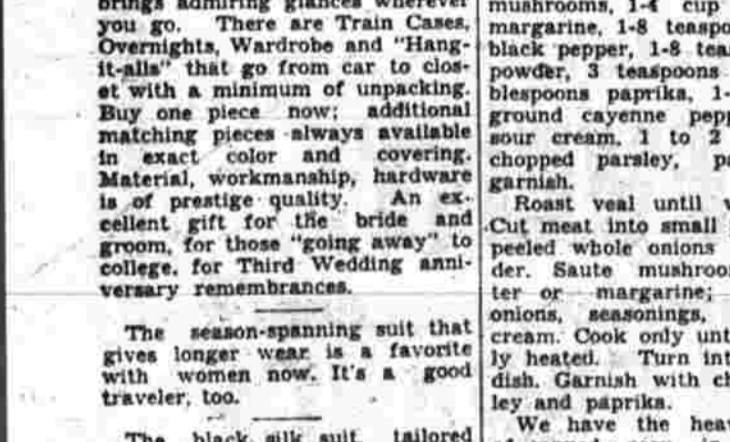 brings admiring glances wherever
you go. There are Train Cases,
Overnights, Wardrobe and "Hang-
it-alls" that go from car to clos-
et with a minimum of unpacking.
Buy one piece now; additional
matching pieces always available
in exact color and covering.
Material, workmanship, hardware
is of prestige quality. An ex-
cellent gift for the bride and
groom, for those "going away" to
college, for Third Wedding anni-
versary remembrances.
The season-spanning suit that
gives longer wear is a favorite
with women now. It's a good
traveler, too.
The black silk suit, tailored
mushrooms, 1-4 cup
margarine, 1-8 teaspo
black pepper, 1-8 tea
powder, 3 teaspoons
blespoons paprika, 1-
ground cayenne pepp
sour cream, 1 to 2
chopped parsley, pa
garnish.
Roast veal until
Cut meat into small
peeled whole onions
der. Saute mushroo
ter or margarine;
onions, seasonings,
cream. Cook only unt
ly heated. Turn int
dish. Garnish with ch
ley and paprika.
We have the hea